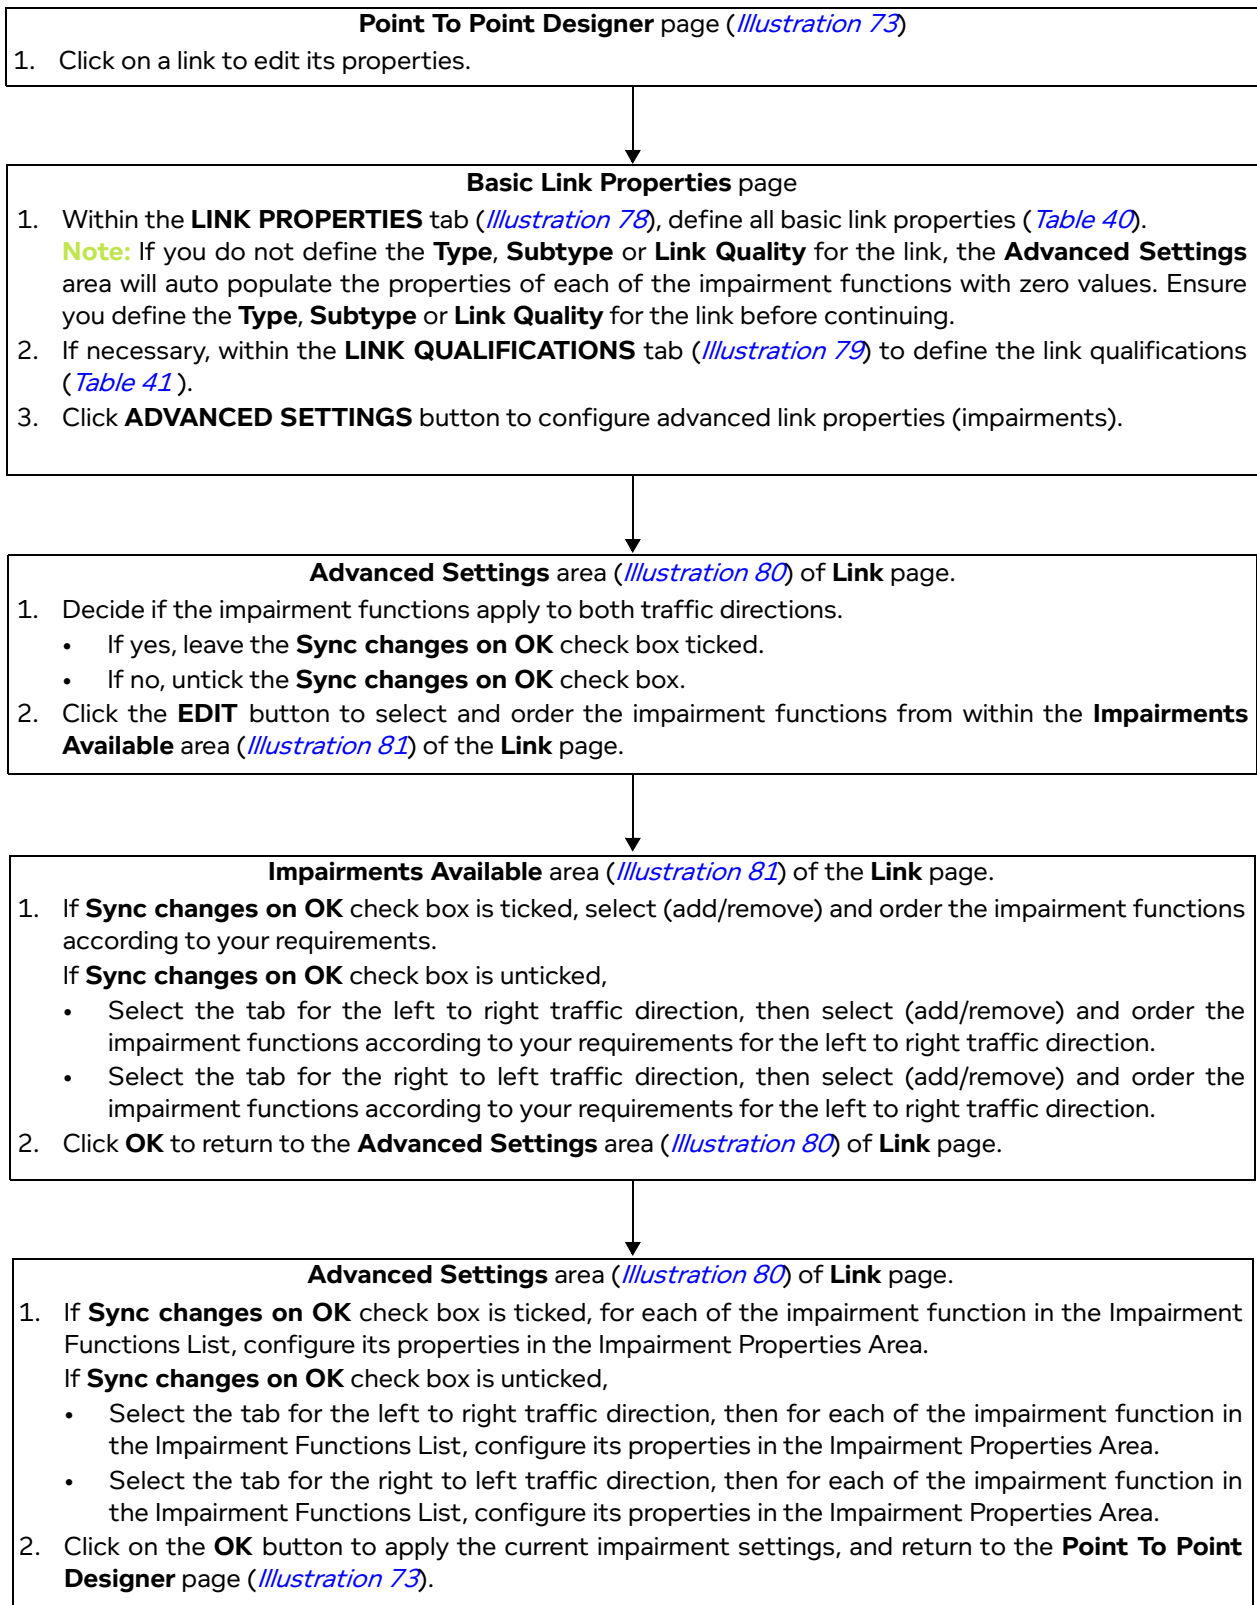 Point To Point Designer page (Illustration 73)
1. Click on a link to edit its properties.
Basic Link Properties page
1. Within the LINK PROPERTIES tab (Illustration 78), define all basic link properties (Table 40).
Note: If you do not define the Type, Subtype or Link Quality for the link, the Advanced Settings
area will auto populate the properties of each of the impairment functions with zero values. Ensure
you define the Type, Subtype or Link Quality for the link before continuing.
2. If necessary, within the LINK QUALIFICATIONS tab (Illustration 79) to define the link qualifications
(Table 41 ).
3. Click ADVANCED SETTINGS button to configure advanced link properties (impairments).
Advanced Settings area (Illustration 80) of Link page.
1. Decide if the impairment functions apply to both traffic directions.
• If yes, leave the Sync changes on OK check box ticked.
• If no, untick the Sync changes on OK check box.
2. Click the EDIT button to select and order the impairment functions from within the Impairments
Available area (Illustration 81) of the Link page.
Impairments Available area (Illustration 81) of the Link page.
1. If Sync changes on OK check box is ticked, select (add/remove) and order the impairment functions
according to your requirements.
If Sync changes on OK check box is unticked,
• Select the tab for the left to right traffic direction, then select (add/remove) and order the
impairment functions according to your requirements for the left to right traffic direction.
• Select the tab for the right to left traffic direction, then select (add/remove) and order the
impairment functions according to your requirements for the left to right traffic direction.
2. Click OK to return to the Advanced Settings area (Illustration 80) of Link page.
Advanced Settings area (Illustration 80) of Link page.
1. If Sync changes on OK check box is ticked, for each of the impairment function in the Impairment
Functions List, configure its properties in the Impairment Properties Area.
If Sync changes on OK check box is unticked,
• Select the tab for the left to right traffic direction, then for each of the impairment function in
the Impairment Functions List, configure its properties in the Impairment Properties Area.
• Select the tab for the right to left traffic direction, then for each of the impairment function in
the Impairment Functions List, configure its properties in the Impairment Properties Area.
2. Click on the OK button to apply the current impairment settings, and return to the Point To Point
Designer page (Illustration 73).